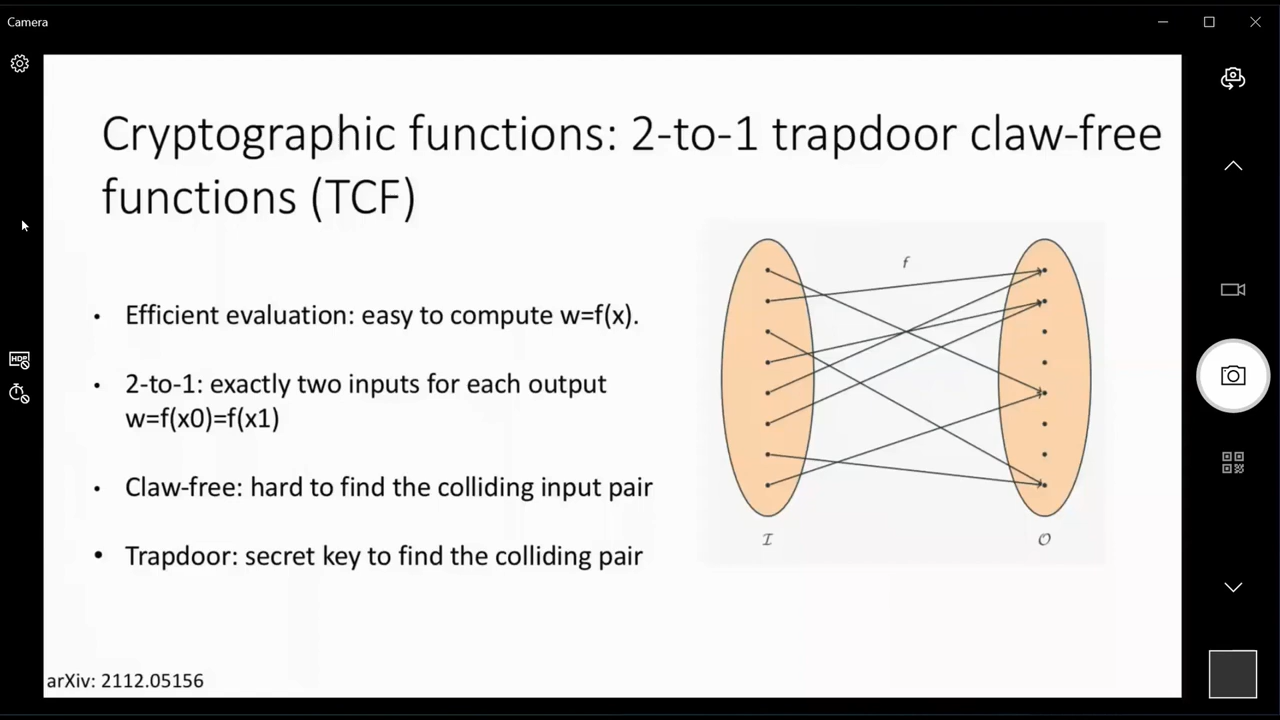 Camera
Cryptographic functions: 2-to-1 trapdoor claw-free
functions (TCF)
• Efficient evaluation: easy to compute w=f(x).
• 2-to-1: exactly two inputs for each output
w=f(x0)=f(x1)
• Claw-free: hard to find the colliding input pair
• Trapdoor: secret key to find the colliding pair
f
I
O
arXiv: 2112.05156
HDR